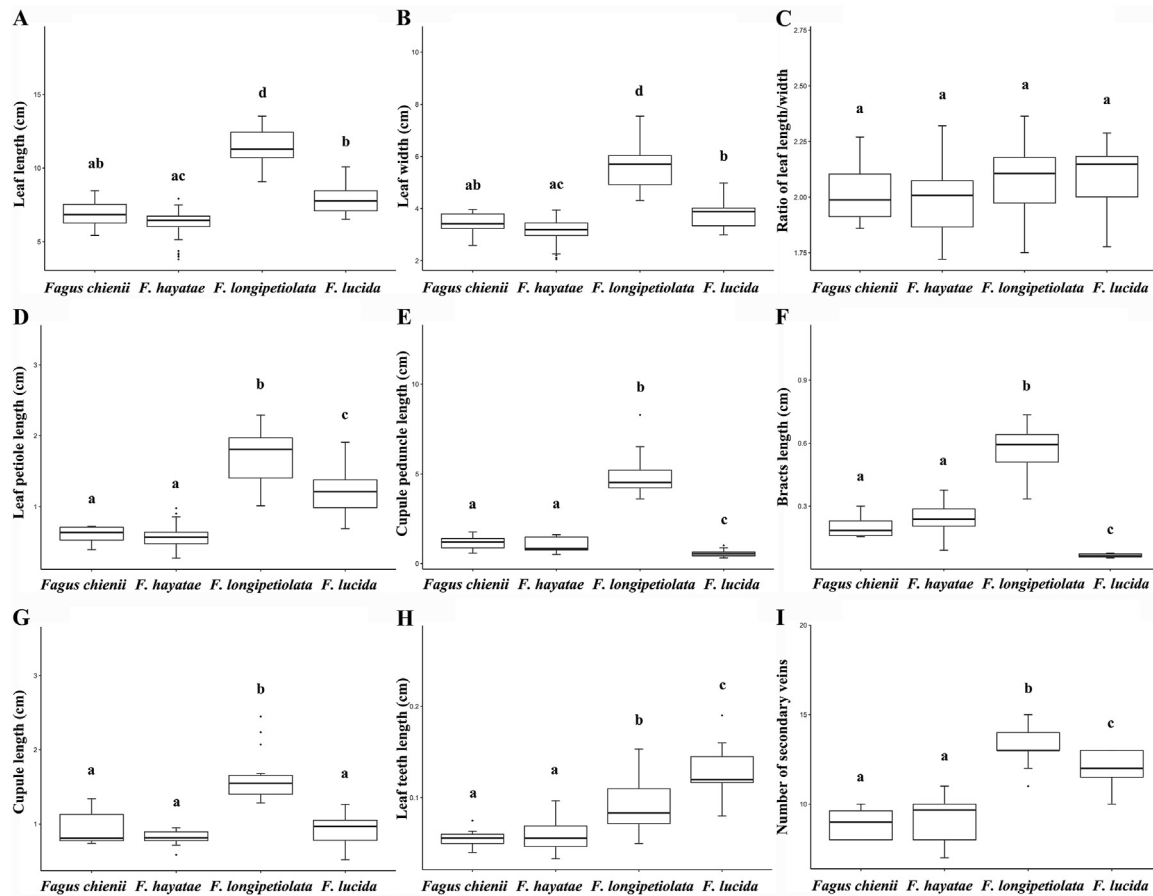 A
Leaf length (cm)
15
10
5
ab
ac
d
b
Fagus chienii F. hayatae F. longipetiolata F. lucida
B
Leaf width (cm)
10
8
6
4
2
ab
ac
d
b
Fagus chienii F. hayatae F. longipetiolata F. lucida
C
Ratio of leaf length/width
2.75
2.50
2.25
2.00
1.75
a
a
a
a
Fagus chienii F. hayatae F. longipetiolata F. lucida
D
Leaf petiole length (cm)
3
2
1
a
a
b
c
Fagus chienii F. hayatae F. longipetiolata F. lucida
E
Cupule peduncle length (cm)
10
5
0
a
a
b
c
Fagus chienii F. hayatae F. longipetiolata F. lucida
F
Bracts length (cm)
0.9
0.6
0.3
a
a
b
c
Fagus chienii F. hayatae F. longipetiolata F. lucida
G
Cupule length (cm)
3
2
1
a
a
b
a
Fagus chienii F. hayatae F. longipetiolata F. lucida
H
Leaf teeth length (cm)
0.2
0.1
a
a
b
c
Fagus chienii F. hayatae F. longipetiolata F. lucida
I
Number of secondary veins
20
15
10
a
a
b
c
Fagus chienii F. hayatae F. longipetiolata F. lucida